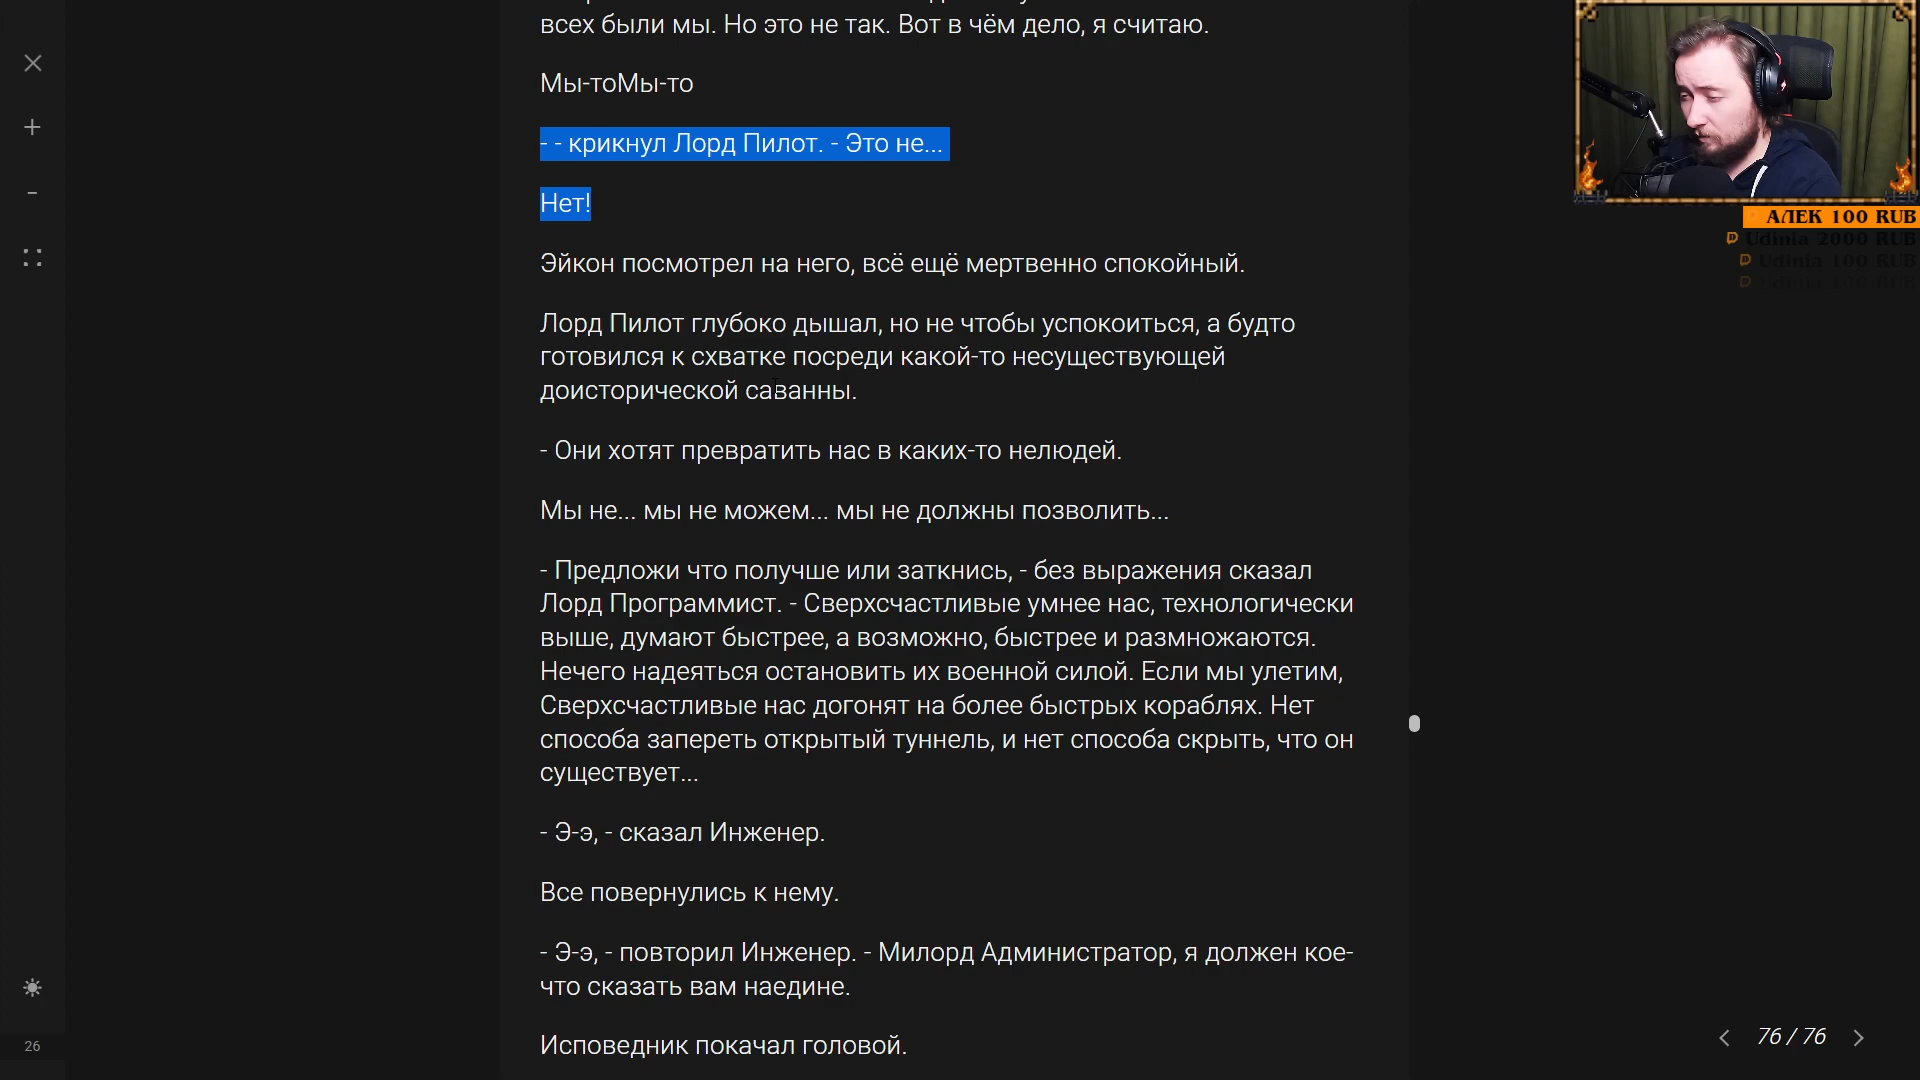 всех были мы. Но это не так. Вот в чём дело, я считаю.
Мы-тоМы-то
- - крикнул Лорд Пилот. - Это не...
Нет!
Эйкон посмотрел на него, всё ещё мертвенно спокойный.
Лорд Пилот глубоко дышал, но не чтобы успокоиться, а будто
готовился к схватке посреди какой-то несуществующей
доисторической саванны.
- Они хотят превратить нас в каких-то нелюдей.
Мы не... мы не можем... мы не должны позволить...
- Предложи что получше или заткнись, - без выражения сказал
Лорд Программист. - Сверхсчастливые умнее нас, технологически
выше, думают быстрее, а возможно, быстрее и размножаются.
Нечего надеяться остановить их военной силой. Если мы улетим,
Сверхсчастливые нас догонят на более быстрых кораблях. Нет
способа запереть открытый туннель, и нет способа скрыть, что он
существует...
- Э-э, - сказал Инженер.
Все повернулись к нему.
- Э-э, - повторил Инженер. - Милорд Администратор, я должен кое-
что сказать вам наедине.
Исповедник покачал головой.
АЛЕК 100 RUB
Udinia 2000 RUB
Udinia 100 RUB
26
76 / 76